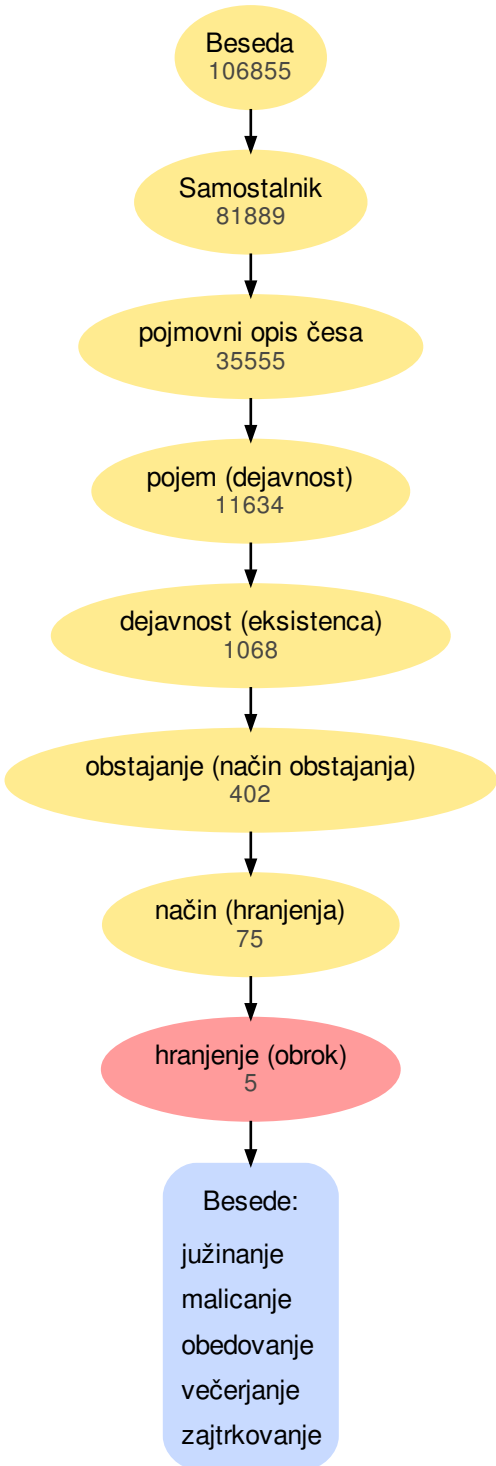 Beseda
106855
Samostalnik
81889
pojmovni opis česa
35555
pojem (dejavnost)
11634
dejavnost (eksistenca)
1068
obstajanje (način obstajanja)
402
način (hranjenja)
75
hranjenje (obrok)
5
Besede:
južinanje
malicanje
obedovanje
večerjanje
zajtrkovanje